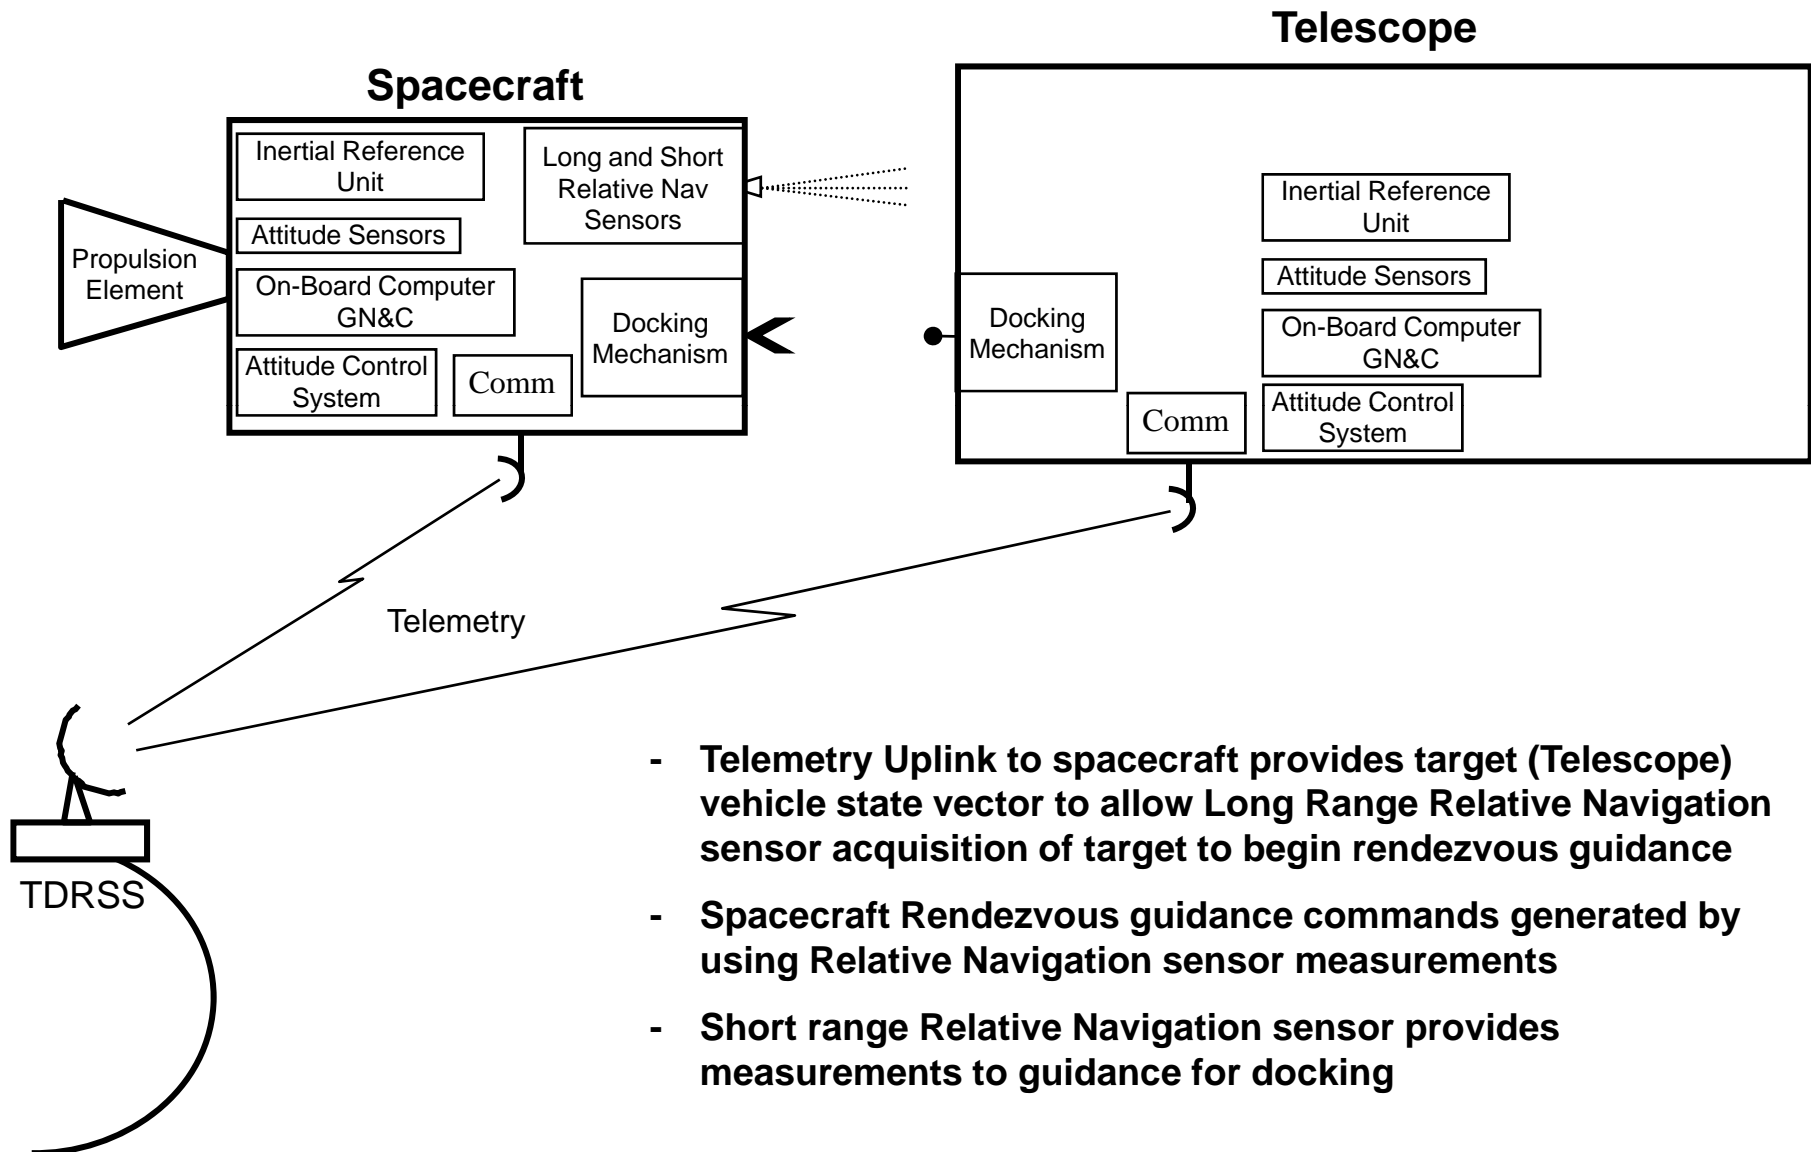 Telescope
Spacecraft
Inertial Reference
Unit
Attitude Sensors
On-Board Computer
GN&C
Attitude Control
System
Comm
Long and Short
Relative Nav
Sensors
Docking
Mechanism
Propulsion
Element
Docking
Mechanism
Comm
Inertial Reference
Unit
Attitude Sensors
On-Board Computer
GN&C
Attitude Control
System
Telemetry
TDRSS
- Telemetry Uplink to spacecraft provides target (Telescope)
vehicle state vector to allow Long Range Relative Navigation
sensor acquisition of target to begin rendezvous guidance
- Spacecraft Rendezvous guidance commands generated by
using Relative Navigation sensor measurements
- Short range Relative Navigation sensor provides
measurements to guidance for docking